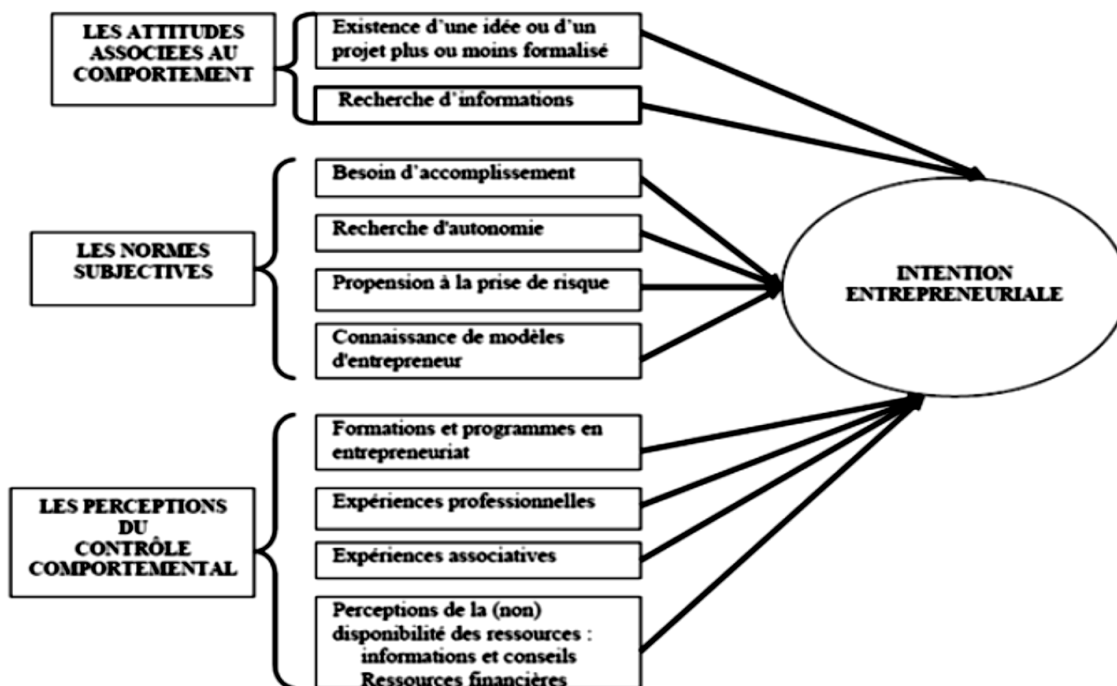 LES ATTITUDES
ASSOCIEES AU
COMPORTEMENT
Existence d'une idée ou d'un
projet plus ou moins formalisé
Recherche d'informations
LES NORMES
SUBJECTIVES
Besoin d'accomplissement
Recherche d'autonomie
Propension à la prise de risque
Connaissance de modèles
d'entrepreneur
LES PERCEPTIONS
DU
CONTRÔLE
COMPORTEMENTAL
Formations et programmes en
entrepreneuriat
Expériences professionnelles
Expériences associatives
Perceptions de la (non)
disponibilité des ressources :
informations et conseils
Ressources financières
INTENTION
ENTREPRENEURIALE